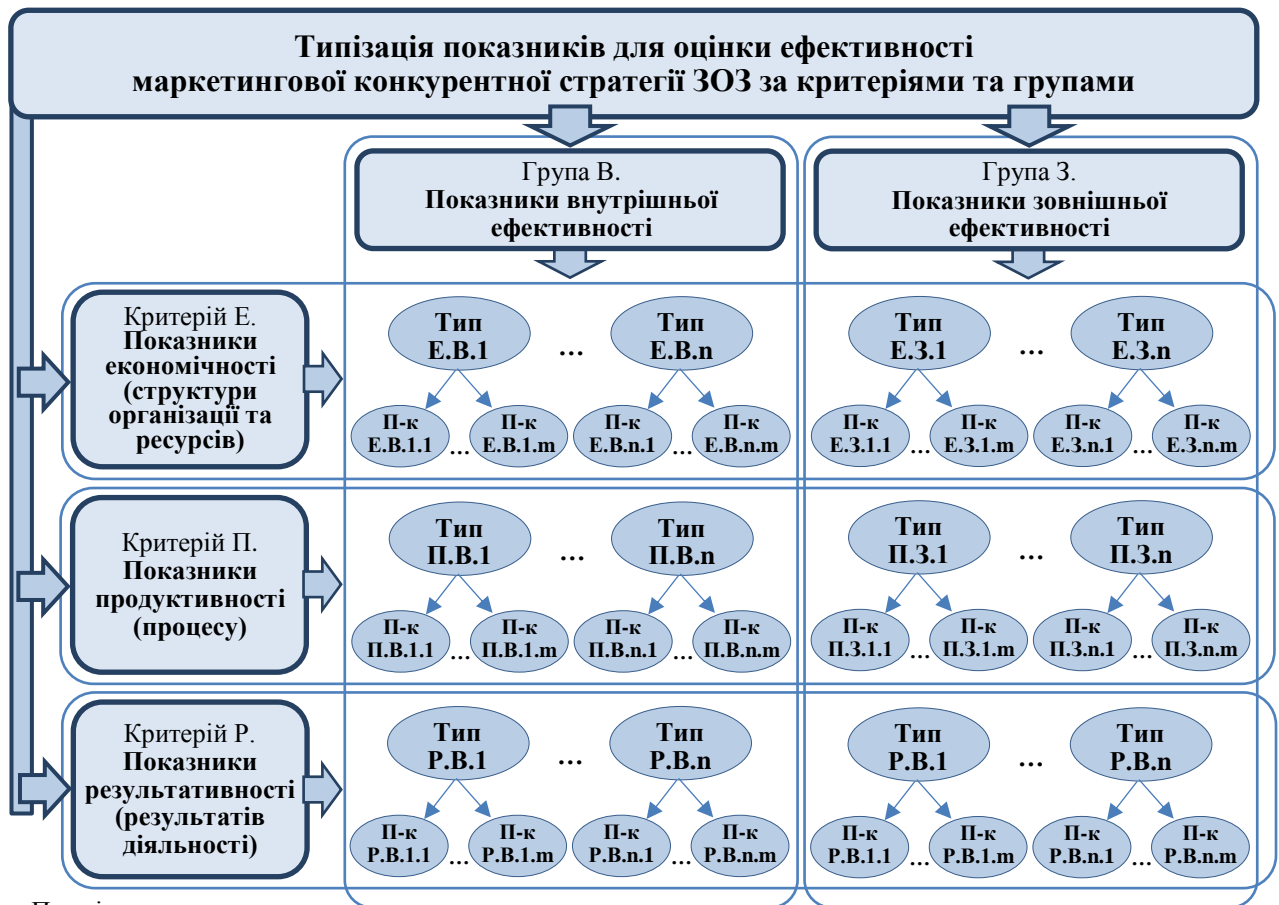 Типізація показників для оцінки ефективності
маркетингової конкурентної стратегії ЗОЗ за критеріями та групами
Група В.
Показники внутрішньої
ефективності
Група З.
Показники зовнішньої
ефективності
Критерій Е.
Показники
економічності
(структури
організації та
ресурсів)
Тип
Е.В.1
...
Тип
Е.В.n
Тип
Е.З.1
...
Тип
Е.З.n
П-к
Е.В.1.1
...
П-к
Е.В.1.m
П-к
Е.В.n.1
...
П-к
Е.В.n.m
П-к
Е.З.1.1
...
П-к
Е.З.1.m
П-к
Е.З.n.1
...
П-к
Е.З.n.m
Критерій П.
Показники
продуктивності
(процесу)
Тип
П.В.1
...
Тип
П.В.n
Тип
П.З.1
...
Тип
П.З.n
П-к
П.В.1.1
...
П-к
П.В.1.m
П-к
П.В.n.1
...
П-к
П.В.n.m
П-к
П.З.1.1
...
П-к
П.З.1.m
П-к
П.З.n.1
...
П-к
П.З.n.m
Критерій Р.
Показники
результативності
(результатів
діяльності)
Тип
Р.В.1
...
Тип
Р.В.n
Тип
Р.В.1
...
Тип
Р.В.n
П-к
Р.В.1.1
...
П-к
Р.В.1.m
П-к
Р.В.n.1
...
П-к
Р.В.n.m
П-к
Р.В.1.1
...
П-к
Р.В.1.m
П-к
Р.В.n.1
...
П-к
Р.В.n.m